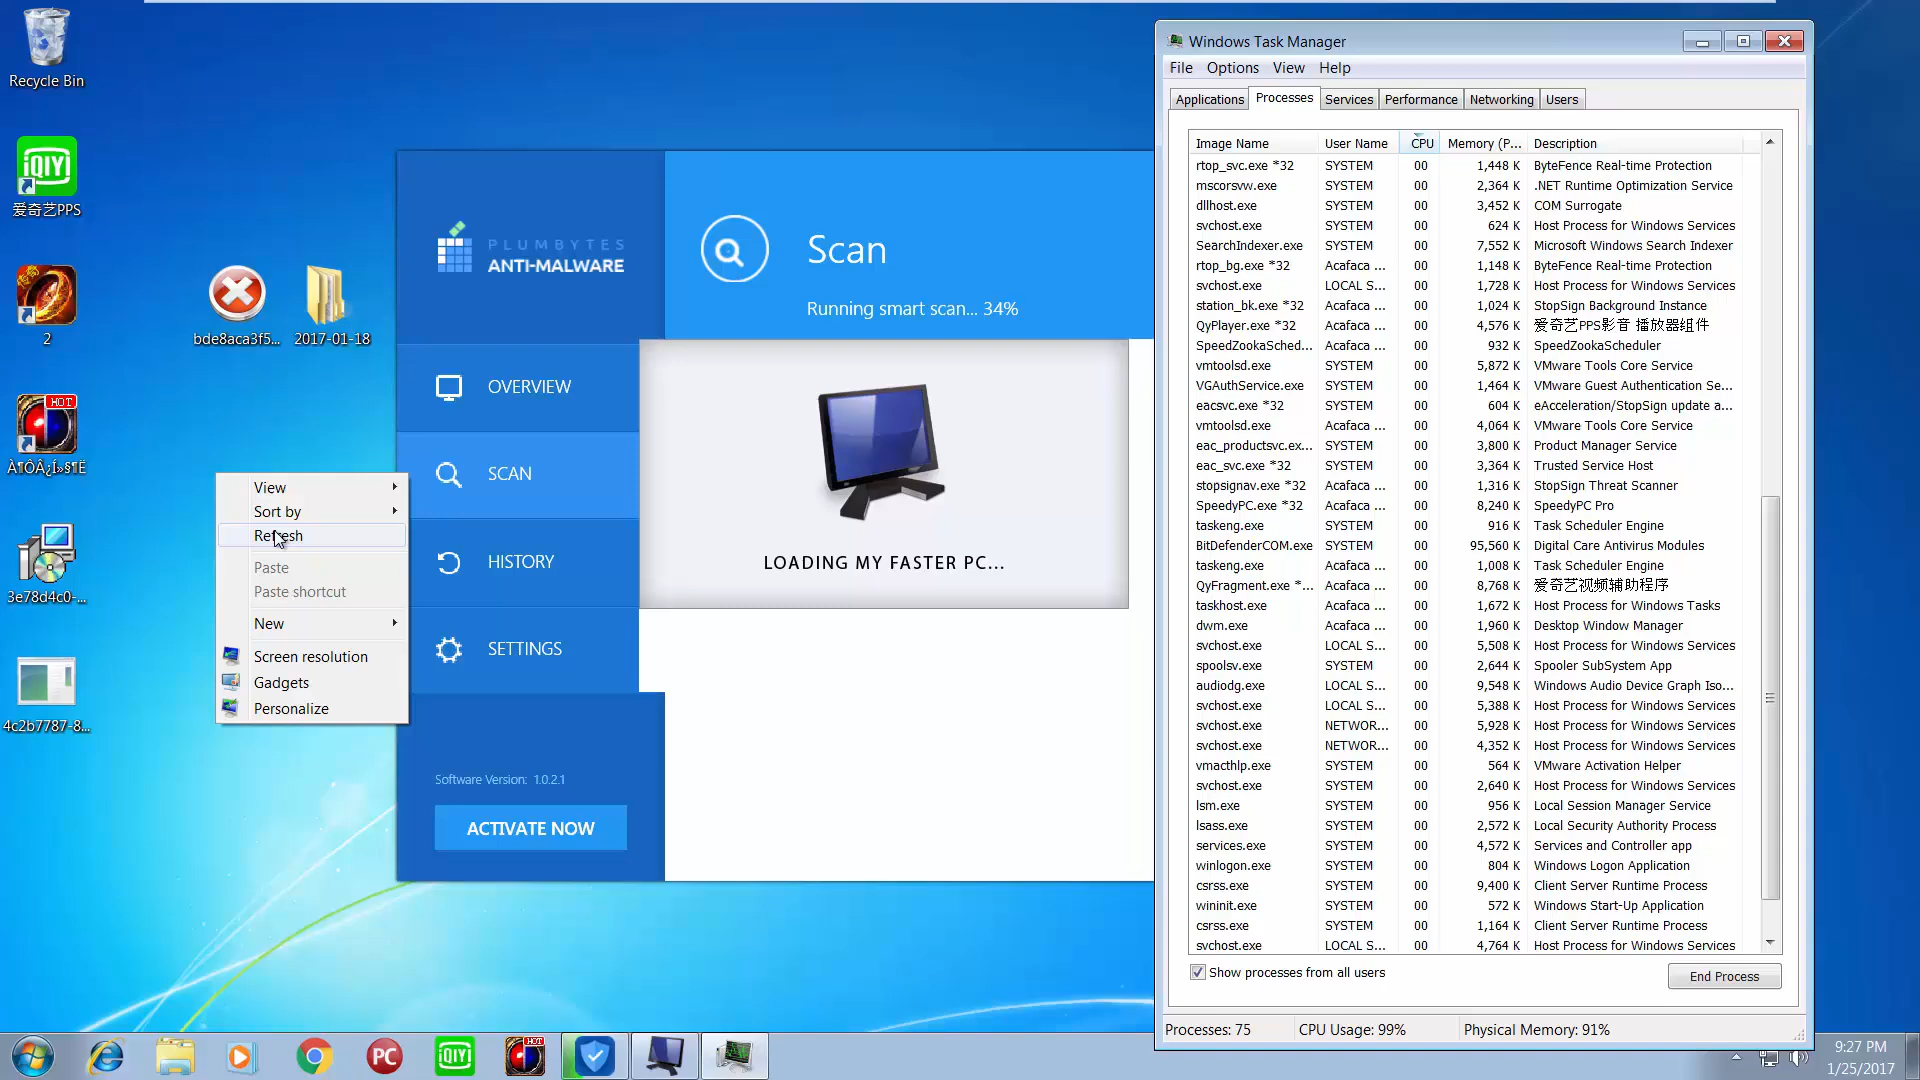 Recycle Bin
爱奇艺PPS
2
À¶ÔÂ¿Í»§¶Ë
3e78d4c0-...
4c2b7787-8...
bde8aca3f5...
2017-01-18
View
Sort by
Refresh
Paste
Paste shortcut
New
Screen resolution
Gadgets
Personalize
PLUMBYTES
ANTI-MALWARE
OVERVIEW
SCAN
HISTORY
SETTINGS
Software Version: 1.0.2.1
ACTIVATE NOW
Scan
Running smart scan... 34%
LOADING MY FASTER PC...
Windows Task Manager
File Options View Help
Applications Processes Services Performance Networking Users
Image Name User Name CPU Memory (P... Description
rtop_svc.exe *32 SYSTEM 00 1,448 K ByteFence Real-time Protection
mscorsvw.exe SYSTEM 00 2,364 K .NET Runtime Optimization Service
dllhost.exe SYSTEM 00 3,452 K COM Surrogate
svchost.exe SYSTEM 00 624 K Host Process for Windows Services
SearchIndexer.exe SYSTEM 00 7,552 K Microsoft Windows Search Indexer
rtop_bg.exe *32 Acafaca ... 00 1,148 K ByteFence Real-time Protection
svchost.exe LOCAL S... 00 1,728 K Host Process for Windows Services
station_bk.exe *32 Acafaca ... 00 1,024 K StopSign Background Instance
QyPlayer.exe *32 Acafaca ... 00 4,576 K 爱奇艺PPS影音 播放器组件
SpeedZookaSched... Acafaca ... 00 932 K SpeedZookaScheduler
vmtoolsd.exe SYSTEM 00 5,872 K VMware Tools Core Service
VGAuthService.exe SYSTEM 00 1,464 K VMware Guest Authentication Se...
eacsvc.exe *32 SYSTEM 00 604 K eAcceleration/StopSign update a...
vmtoolsd.exe Acafaca ... 00 4,064 K VMware Tools Core Service
eac_productsvc.ex... SYSTEM 00 3,800 K Product Manager Service
eac_svc.exe *32 SYSTEM 00 3,364 K Trusted Service Host
stopsignav.exe *32 Acafaca ... 00 1,316 K StopSign Threat Scanner
SpeedyPC.exe *32 Acafaca ... 00 8,240 K SpeedyPC Pro
taskeng.exe SYSTEM 00 916 K Task Scheduler Engine
BitDefenderCOM.exe SYSTEM 00 95,560 K Digital Care Antivirus Modules
taskeng.exe Acafaca ... 00 1,008 K Task Scheduler Engine
QyFragment.exe *... Acafaca ... 00 8,768 K 爱奇艺视频辅助程序
taskhost.exe Acafaca ... 00 1,672 K Host Process for Windows Tasks
dwm.exe Acafaca ... 00 1,960 K Desktop Window Manager
svchost.exe LOCAL S... 00 5,508 K Host Process for Windows Services
spoolsv.exe SYSTEM 00 2,644 K Spooler SubSystem App
audiodg.exe LOCAL S... 00 9,548 K Windows Audio Device Graph Iso...
svchost.exe LOCAL S... 00 5,388 K Host Process for Windows Services
svchost.exe NETWOR... 00 5,928 K Host Process for Windows Services
svchost.exe NETWOR... 00 4,352 K Host Process for Windows Services
vmacthlp.exe SYSTEM 00 564 K VMware Activation Helper
svchost.exe SYSTEM 00 2,640 K Host Process for Windows Services
lsm.exe SYSTEM 00 956 K Local Session Manager Service
lsass.exe SYSTEM 00 2,572 K Local Security Authority Process
services.exe SYSTEM 00 4,572 K Services and Controller app
winlogon.exe SYSTEM 00 804 K Windows Logon Application
csrss.exe SYSTEM 00 9,400 K Client Server Runtime Process
wininit.exe SYSTEM 00 572 K Windows Start-Up Application
csrss.exe SYSTEM 00 1,164 K Client Server Runtime Process
svchost.exe LOCAL S... 00 4,764 K Host Process for Windows Services
Show processes from all users
End Process
Processes: 75 CPU Usage: 99% Physical Memory: 91%
iQIYI
HOT
PC
iQIYI
HOT
9:27 PM
1/25/2017